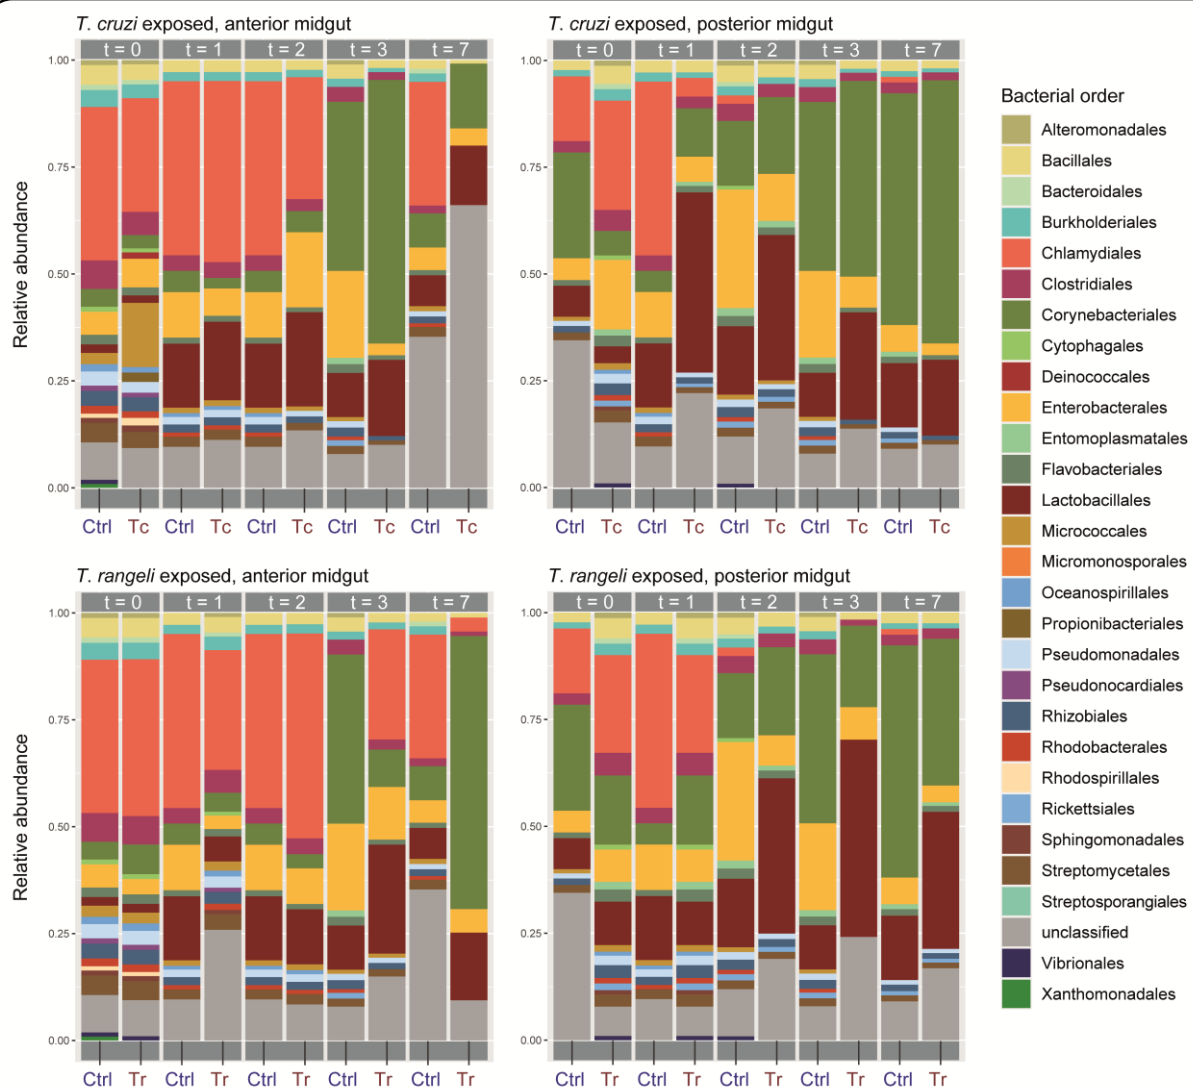 T. cruzi exposed, anterior midgut
t = 0 t = 1 t = 2 t = 3 t = 7
1.00
0.75
0.50
0.25
0.00
Relative abundance
Ctrl Tc Ctrl Tc Ctrl Tc Ctrl Tc Ctrl Tc
T. cruzi exposed, posterior midgut
t = 0 t = 1 t = 2 t = 3 t = 7
1.00
0.75
0.50
0.25
0.00
Ctrl Tc Ctrl Tc Ctrl Tc Ctrl Tc Ctrl Tc
T. rangeli exposed, anterior midgut
t = 0 t = 1 t = 2 t = 3 t = 7
1.00
0.75
0.50
0.25
0.00
Relative abundance
Ctrl Tr Ctrl Tr Ctrl Tr Ctrl Tr Ctrl Tr
T. rangeli exposed, posterior midgut
t = 0 t = 1 t = 2 t = 3 t = 7
1.00
0.75
0.50
0.25
0.00
Ctrl Tr Ctrl Tr Ctrl Tr Ctrl Tr Ctrl Tr
Bacterial order
Alteromonadales
Bacillales
Bacteroidales
Burkholderiales
Chlamydiales
Clostridiales
Corynebacteriales
Cytophagales
Deinococcales
Enterobacterales
Entomoplasmatales
Flavobacteriales
Lactobacillales
Micrococcales
Micromonosporales
Oceanospirillales
Propionibacteriales
Pseudomonadales
Pseudonocardiales
Rhizobiales
Rhodobacterales
Rhodospirillales
Rickettsiales
Sphingomonadales
Streptomycetales
Streptosporangiales
unclassified
Vibrionales
Xanthomonadales